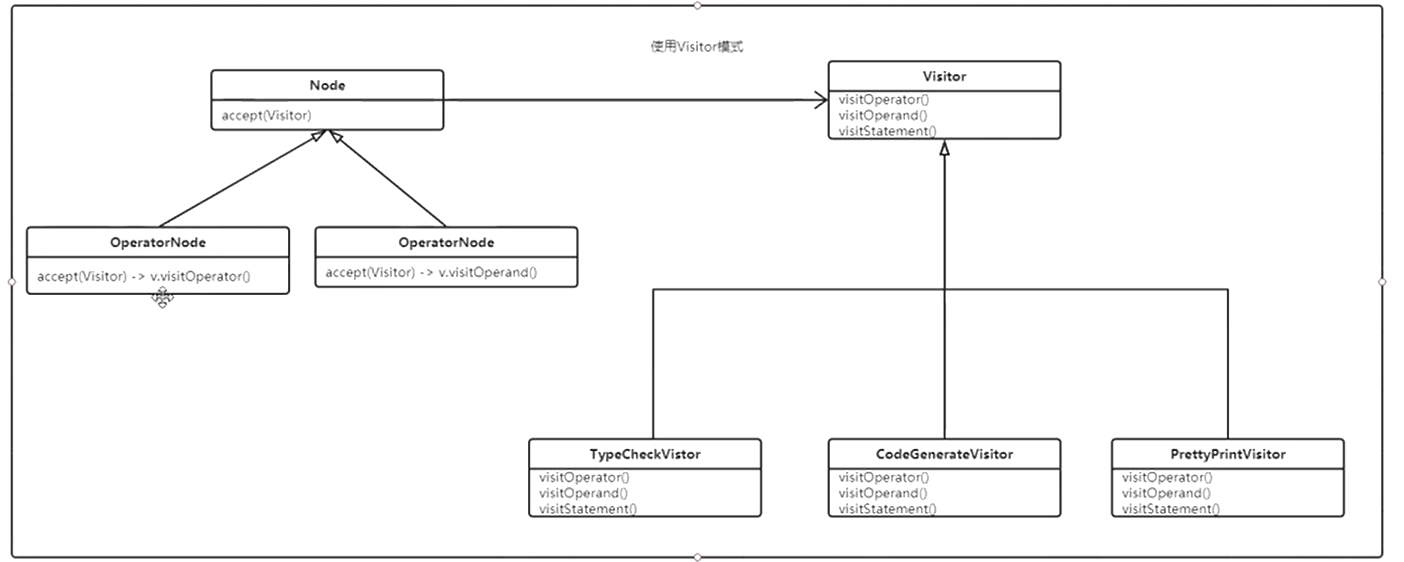 使用Visitor模式
Node
accept(Visitor)
Visitor
visitOperator()
visitOperand()
visitStatement()
OperatorNode
accept(Visitor) -> v.visitOperator()
OperatorNode
accept(Visitor) -> v.visitOperand()
TypeCheckVistor
visitOperator()
visitOperand()
visitStatement()
CodeGenerateVisitor
visitOperator()
visitOperand()
visitStatement()
PrettyPrintVisitor
visitOperator()
visitOperand()
visitStatement()